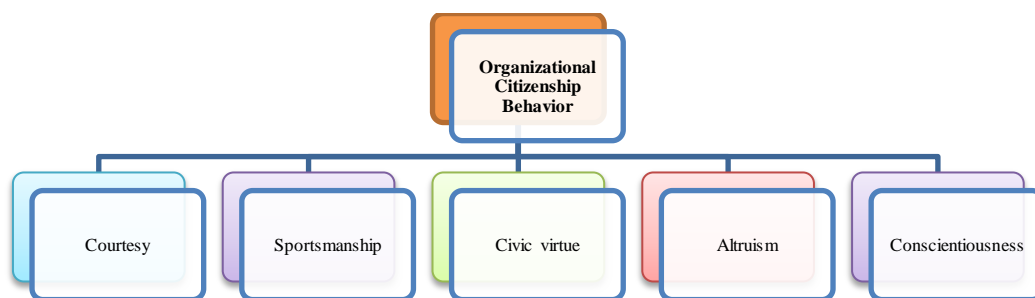 Organizational
Citizenship
Behavior
Courtesy
Sportsmanship
Civic virtue
Altruism
Conscientiousness